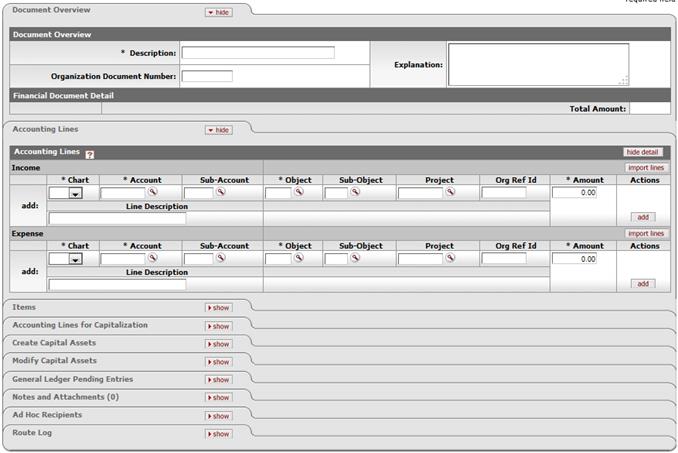 required field
Document Overview
hide
Document Overview
* Description:
Explanation:
Organization Document Number:
Financial Document Detail
Total Amount:
Accounting Lines
hide
Accounting Lines ?
hide detail
Income
import lines
* Chart * Account Sub-Account * Object Sub-Object Project Org Ref Id * Amount Actions
add:
0.00
Line Description
add
Expense
import lines
* Chart * Account Sub-Account * Object Sub-Object Project Org Ref Id * Amount Actions
add:
0.00
Line Description
add
Items
show
Accounting Lines for Capitalization
show
Create Capital Assets
show
Modify Capital Assets
show
General Ledger Pending Entries
show
Notes and Attachments (0)
show
Ad Hoc Recipients
show
Route Log
show